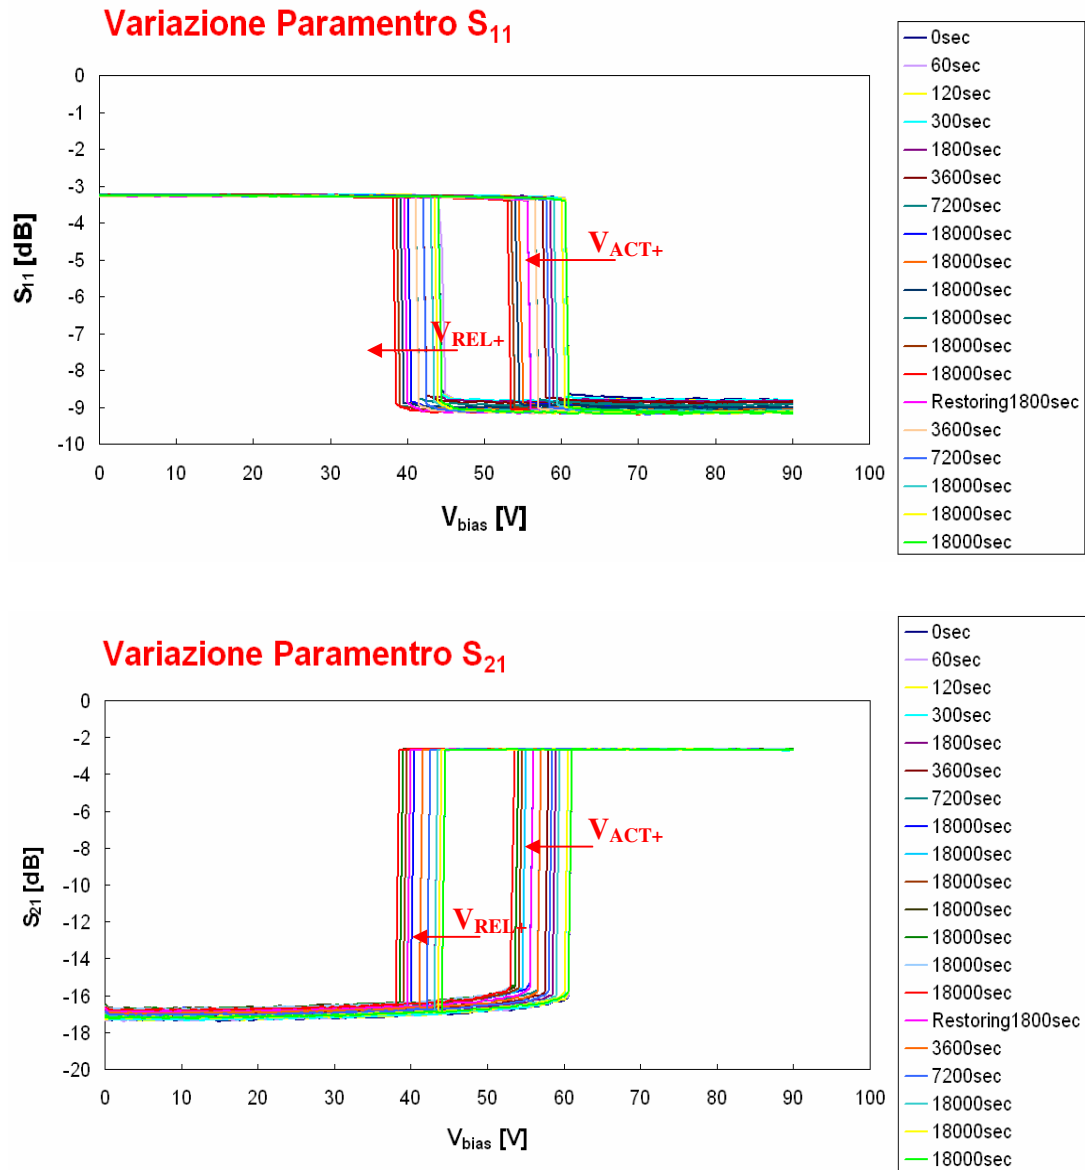 Variazione Paramentro S11
0
-1
-2
-3
-4
-5
-6
-7
-8
-9
-10
S11 [dB]
VACT+
VREL+
0 10 20 30 40 50 60 70 80 90 100
Vbias [V]
0sec
60sec
120sec
300sec
1800sec
3600sec
7200sec
18000sec
18000sec
18000sec
18000sec
18000sec
18000sec
Restoring1800sec
3600sec
7200sec
18000sec
18000sec
18000sec
Variazione Paramentro S21
0
-2
-4
-6
-8
-10
-12
-14
-16
-18
-20
S21 [dB]
VACT+
VREL+
0 10 20 30 40 50 60 70 80 90 100
Vbias [V]
0sec
60sec
120sec
300sec
1800sec
3600sec
7200sec
18000sec
18000sec
18000sec
18000sec
18000sec
18000sec
18000sec
Restoring1800sec
3600sec
7200sec
18000sec
18000sec
18000sec